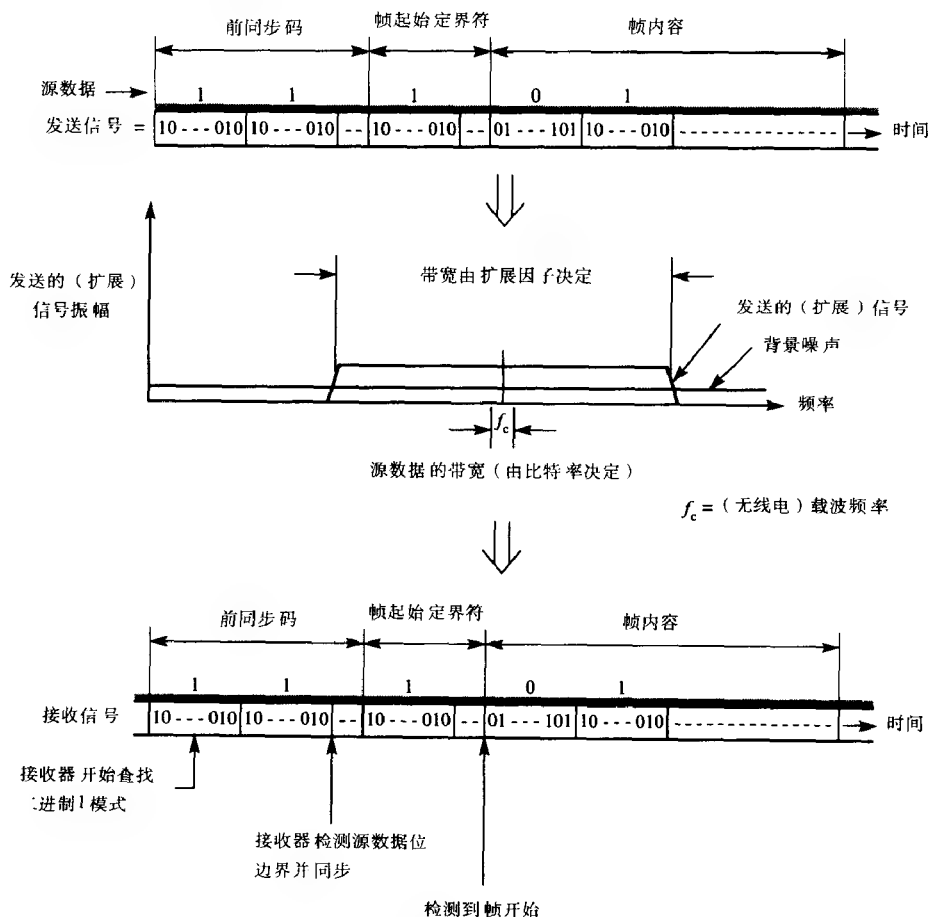 前同步码 帧起始定界符 帧内容
源数据
1 1 1 0 1
发送信号 = 10---010 10---010 -- 10---010 -- 01---101 10---010 ------------------ 时间
发送的（扩展）
信号振幅
带宽由扩展因子决定
发送的（扩展）信号
背景噪声
频率
fc
源数据的带宽（由比特率决定）
fc =（无线电）载波频率
前同步码 帧起始定界符 帧内容
1 1 1 0 1
接收信号 10---010 10---010 -- 10---010 -- 01---101 10---010 ------------------ 时间
接收器开始查找
二进制1模式
接收器检测源数据位
边界并同步
检测到帧开始